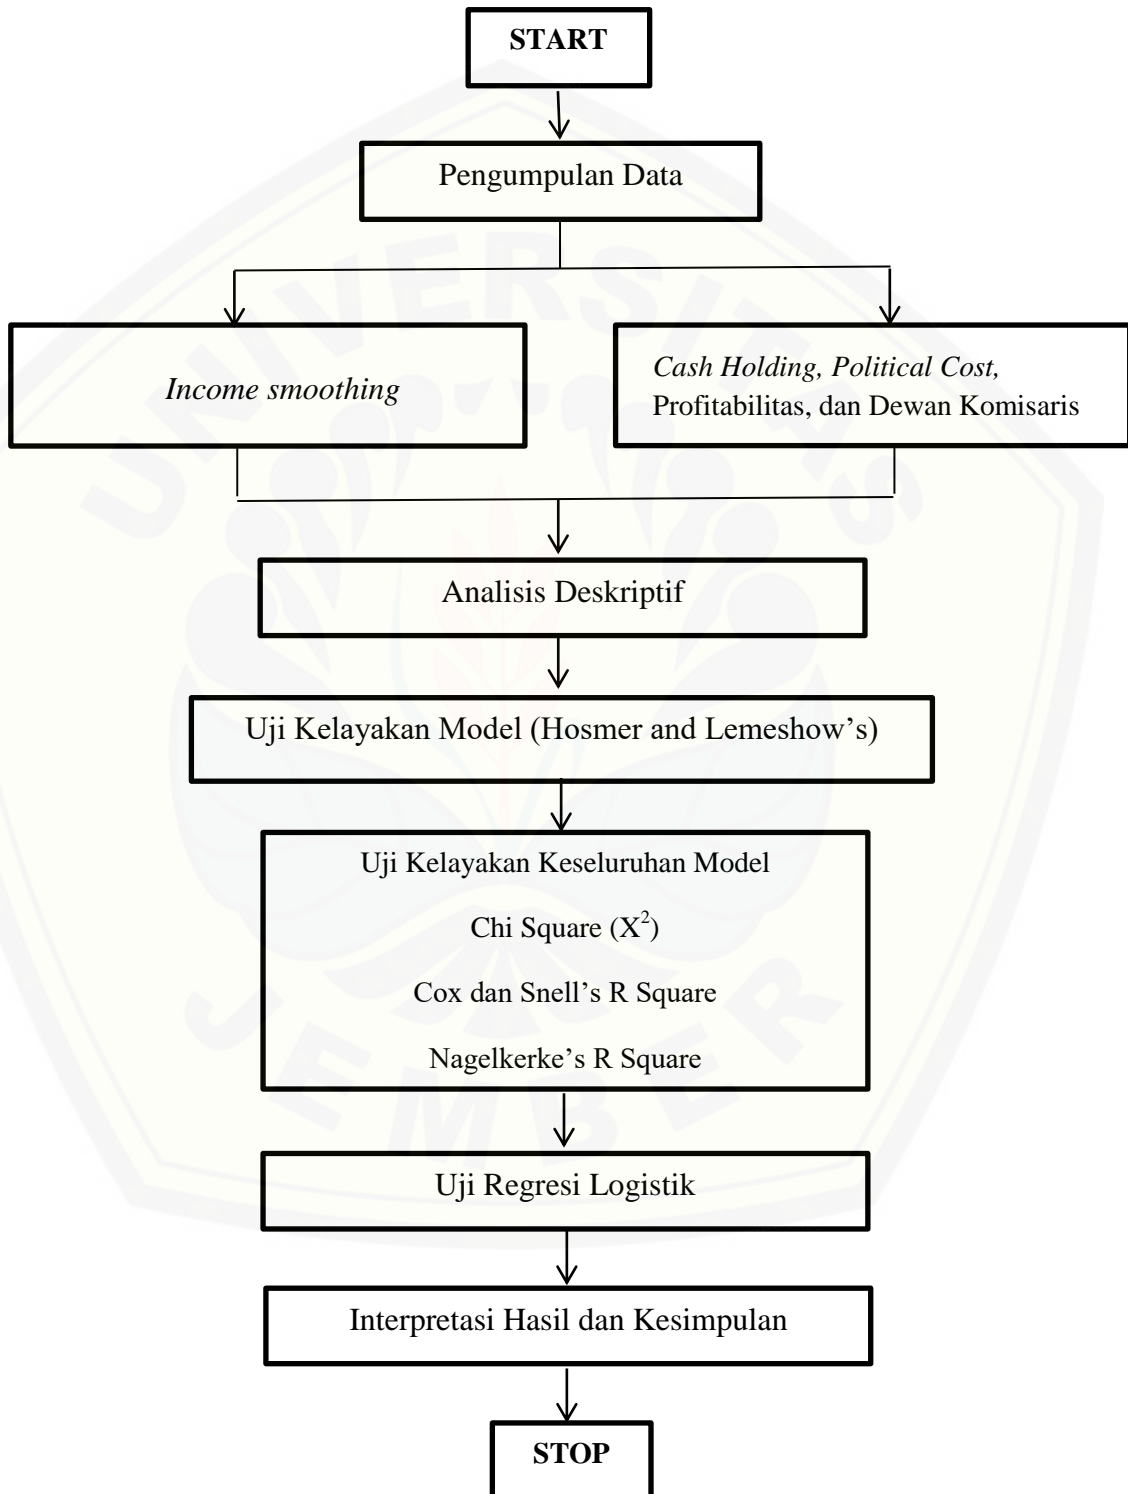 START
Pengumpulan Data
Income smoothing
Cash Holding, Political Cost,
Profitabilitas, dan Dewan Komisaris
Analisis Deskriptif
Uji Kelayakan Model (Hosmer and Lemeshow’s)
Uji Kelayakan Keseluruhan Model
Chi Square (X²)
Cox dan Snell’s R Square
Nagelkerke’s R Square
Uji Regresi Logistik
Interpretasi Hasil dan Kesimpulan
STOP
UNIVERSITAS
JEMBER